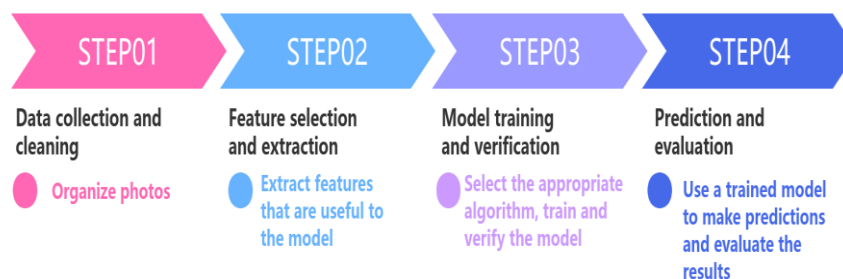 STEP01
STEP02
STEP03
STEP04
Data collection and
cleaning
Organize photos
Feature selection
and extraction
Extract features
that are useful to
the model
Model training
and verification
Select the appropriate
algorithm, train and
verify the model
Prediction and
evaluation
Use a trained model
to make predictions
and evaluate the
results